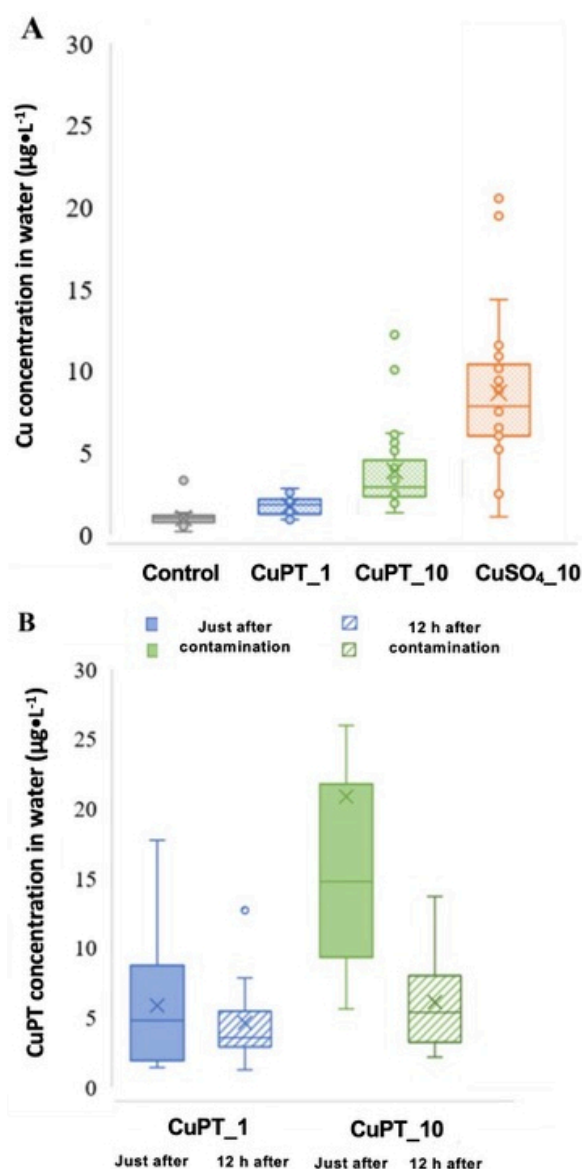 A
Cu concentration in water (µg•L⁻¹)
30
25
20
15
10
5
0
Control CuPT_1 CuPT_10 CuSO₄_10
B
Just after contamination
12 h after contamination
CuPT concentration in water (µg•L⁻¹)
30
25
20
15
10
5
0
CuPT_1 CuPT_10
Just after 12 h after Just after 12 h after